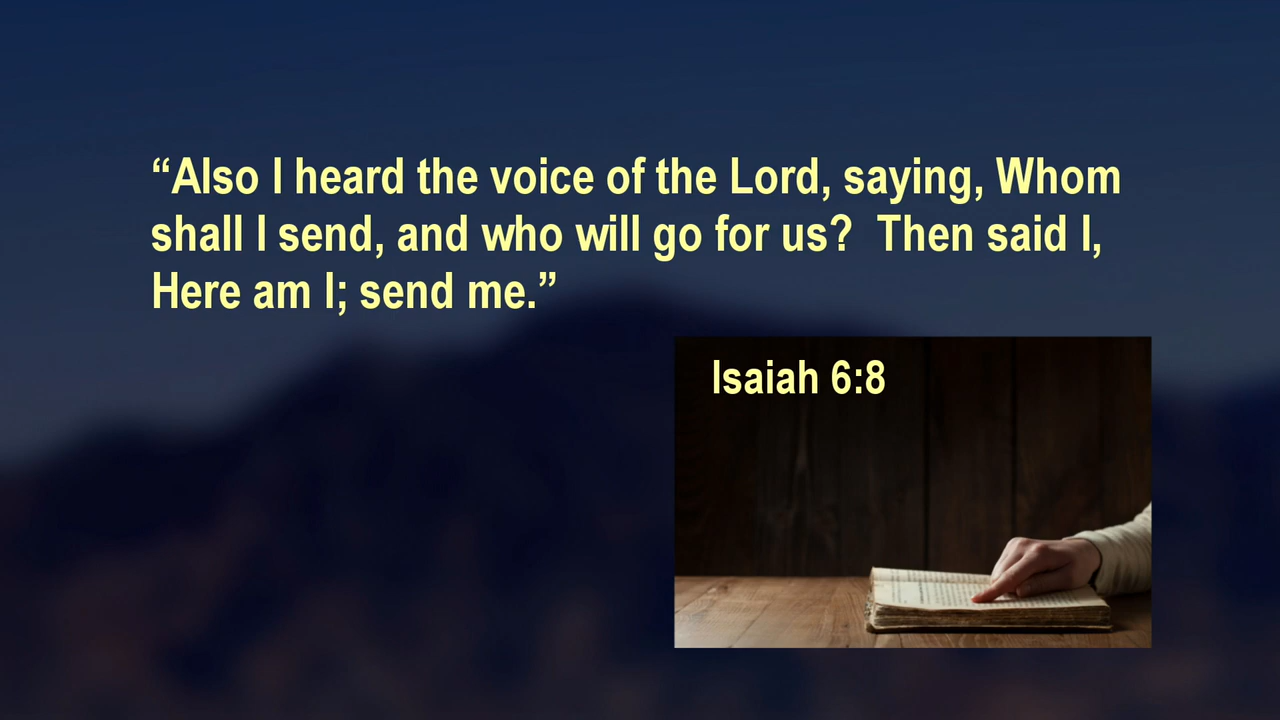 “Also I heard the voice of the Lord, saying, Whom
shall I send, and who will go for us?  Then said I,
Here am I; send me.”
Isaiah 6:8